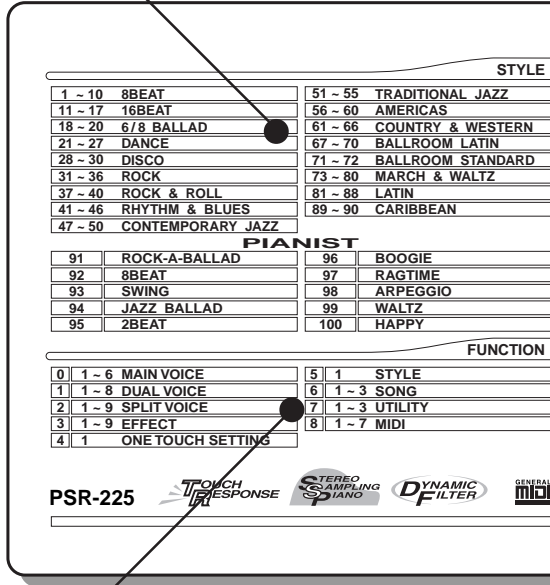 STYLE
1 ~ 10 8BEAT
11 ~ 17 16BEAT
18 ~ 20 6/8 BALLAD
21 ~ 27 DANCE
28 ~ 30 DISCO
31 ~ 36 ROCK
37 ~ 40 ROCK & ROLL
41 ~ 46 RHYTHM & BLUES
47 ~ 50 CONTEMPORARY JAZZ
51 ~ 55 TRADITIONAL JAZZ
56 ~ 60 AMERICAS
61 ~ 66 COUNTRY & WESTERN
67 ~ 70 BALLROOM LATIN
71 ~ 72 BALLROOM STANDARD
73 ~ 80 MARCH & WALTZ
81 ~ 88 LATIN
89 ~ 90 CARIBBEAN
PIANIST
91 ROCK-A-BALLAD
92 8BEAT
93 SWING
94 JAZZ BALLAD
95 2BEAT
96 BOOGIE
97 RAGTIME
98 ARPEGGIO
99 WALTZ
100 HAPPY
FUNCTION
0 1 ~ 6 MAIN VOICE
1 1 ~ 8 DUAL VOICE
2 1 ~ 9 SPLIT VOICE
3 1 ~ 9 EFFECT
4 1 ONE TOUCH SETTING
5 1 STYLE
6 1 ~ 3 SONG
7 1 ~ 3 UTILITY
8 1 ~ 7 MIDI
PSR-225
TOUCH
RESPONSE
STEREO
SAMPLING
PIANO
DYNAMIC
FILTER
GENERAL